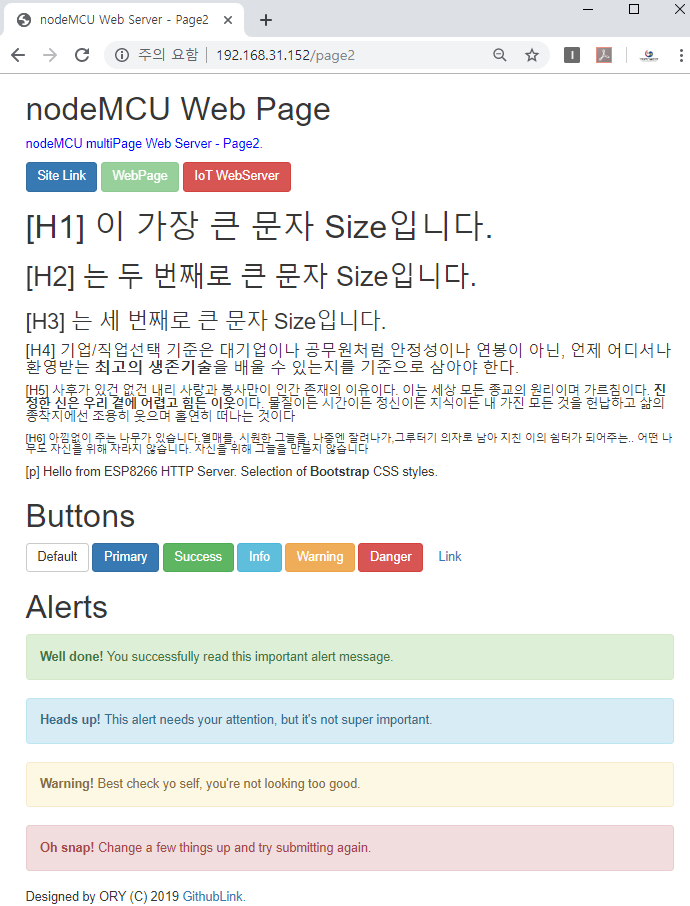 nodeMCU Web Server - Page2
주의 요함 192.168.31.152/page2
nodeMCU Web Page
nodeMCU multiPage Web Server - Page2.
Site Link WebPage IoT WebServer
[H1] 이 가장 큰 문자 Size입니다.
[H2] 는 두 번째로 큰 문자 Size입니다.
[H3] 는 세 번째로 큰 문자 Size입니다.
[H4] 기업/직업선택 기준은 대기업이나 공무원처럼 안정성이나 연봉이 아닌, 언제 어디서나
환영받는 최고의 생존기술을 배울 수 있는지를 기준으로 삼아야 한다.
[H5] 사후가 있건 없건 내리 사랑과 봉사만이 인간 존재의 이유이다. 이는 세상 모든 종교의 원리이며 가르침이다. 진
정한 신은 우리 곁에 어렵고 힘든 이웃이다. 물질이든 시간이든 정신이든 지식이든 내 가진 모든 것을 헌납하고 삶의
종착지에선 조용히 웃으며 홀연히 떠나는 것이다
[H6] 아낌없이 주는 나무가 있습니다.열매를, 시원한 그늘을, 나중엔 잘려나가,그루터기 의자로 남아 지친 이의 쉼터가 되어주는.. 어떤 나
무도 자신을 위해 자라지 않습니다. 자신을 위해 그늘을 만들지 않습니다
[p] Hello from ESP8266 HTTP Server. Selection of Bootstrap CSS styles.
Buttons
Default Primary Success Info Warning Danger Link
Alerts
Well done! You successfully read this important alert message.
Heads up! This alert needs your attention, but it's not super important.
Warning! Best check yo self, you're not looking too good.
Oh snap! Change a few things up and try submitting again.
Designed by ORY (C) 2019 GithubLink.